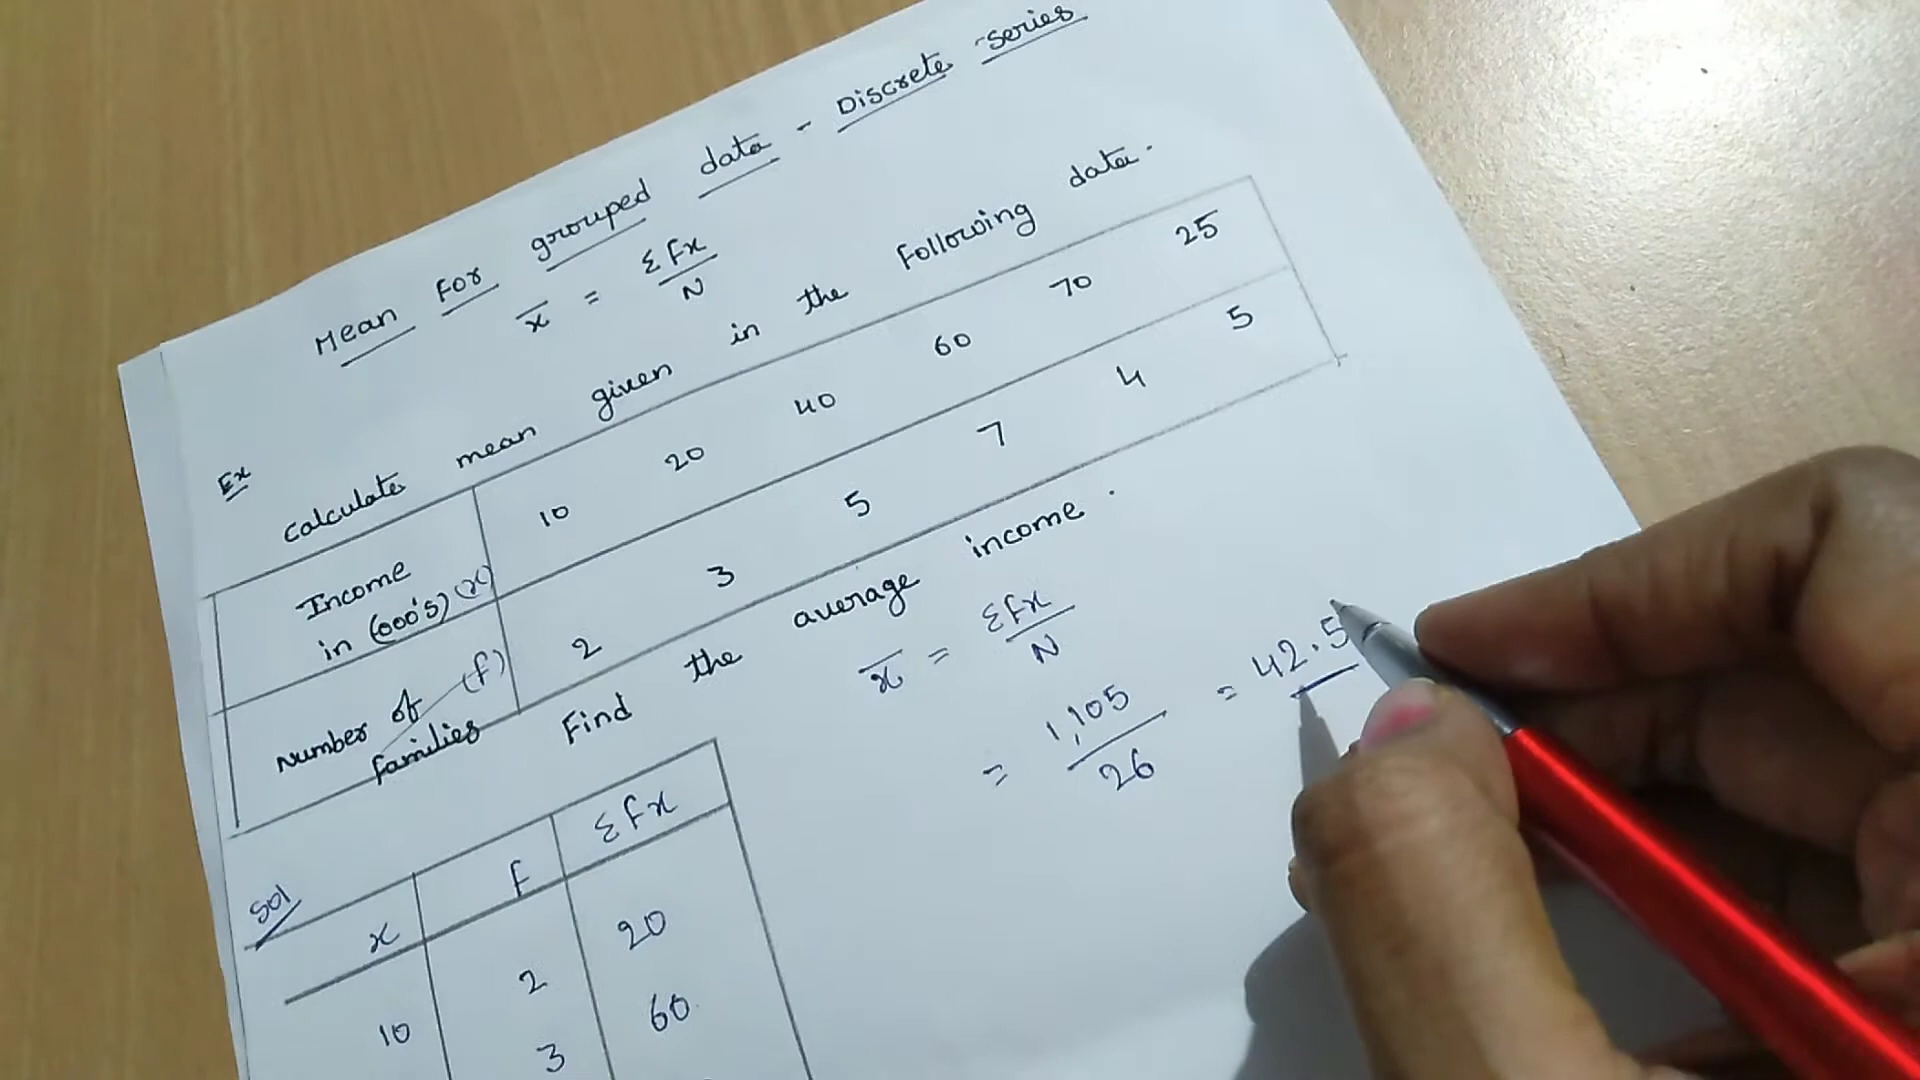 Mean For grouped data - Discrete series
x̄ = Σfx / N
Ex
calculate mean given in the following data.
Income in (000's) (x) 10 20 40 60 70 25
Number of families (f) 2 3 5 7 4 5
Find the average income.
x̄ = Σfx / N
= 1,105 / 26 = 42.5
Sol
x f Σfx
10 2 20
3 60